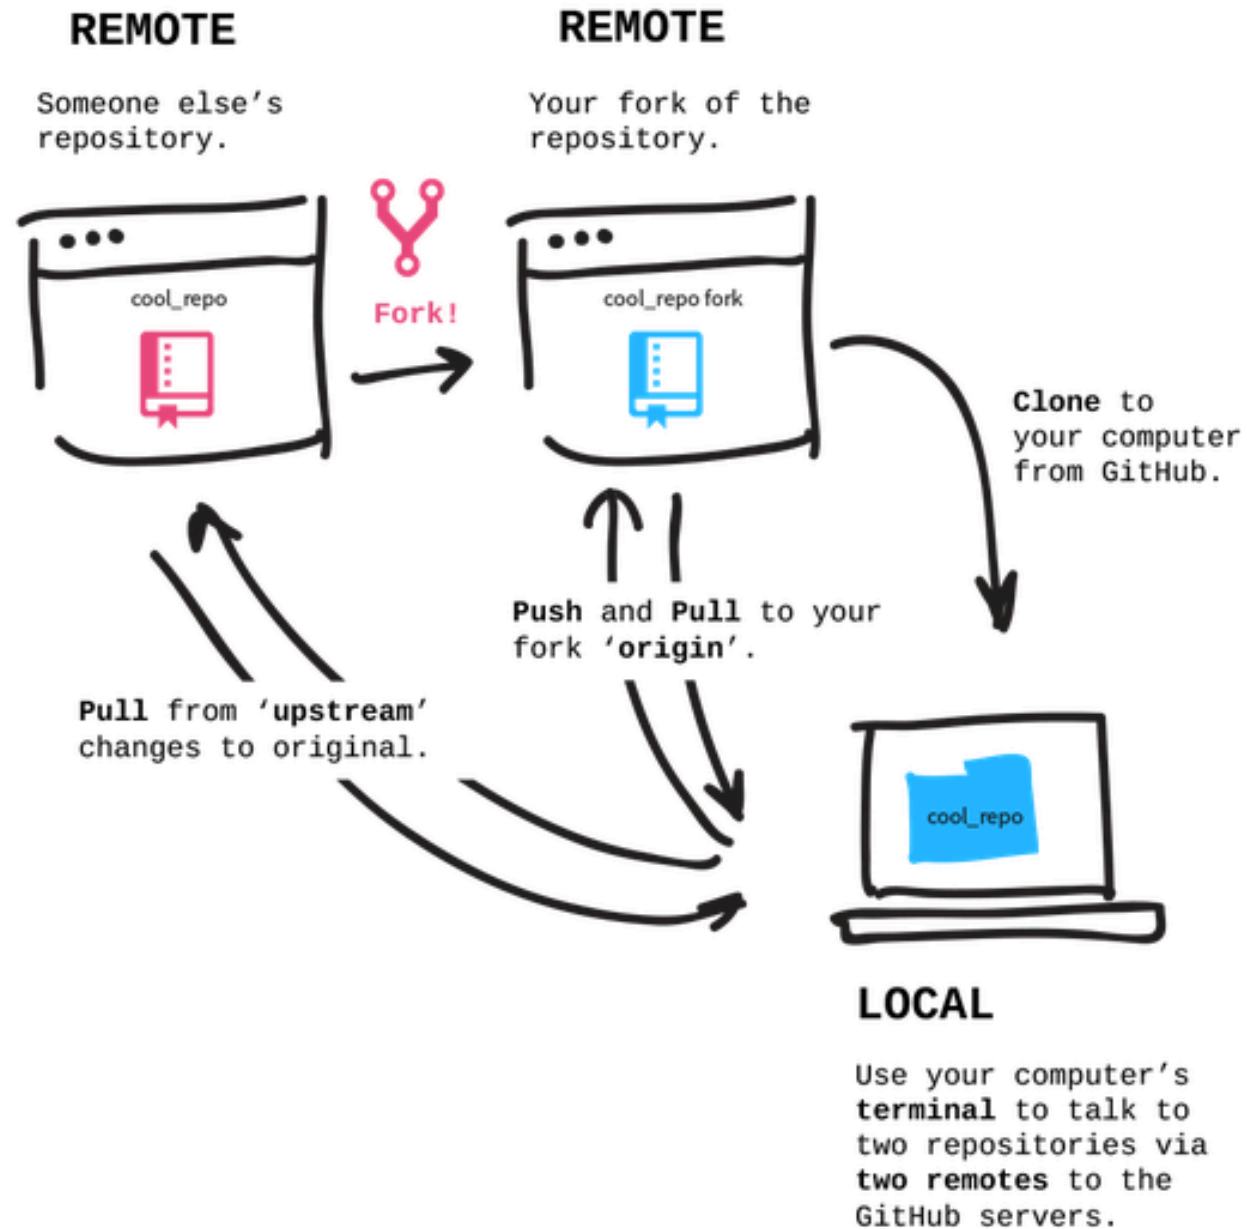 REMOTE
Someone else’s
repository.
REMOTE
Your fork of the
repository.
cool_repo
Fork!
cool_repo fork
Clone to
your computer
from GitHub.
Push and Pull to your
fork ‘origin’.
Pull from ‘upstream’
changes to original.
cool_repo
LOCAL
Use your computer’s
terminal to talk to
two repositories via
two remotes to the
GitHub servers.